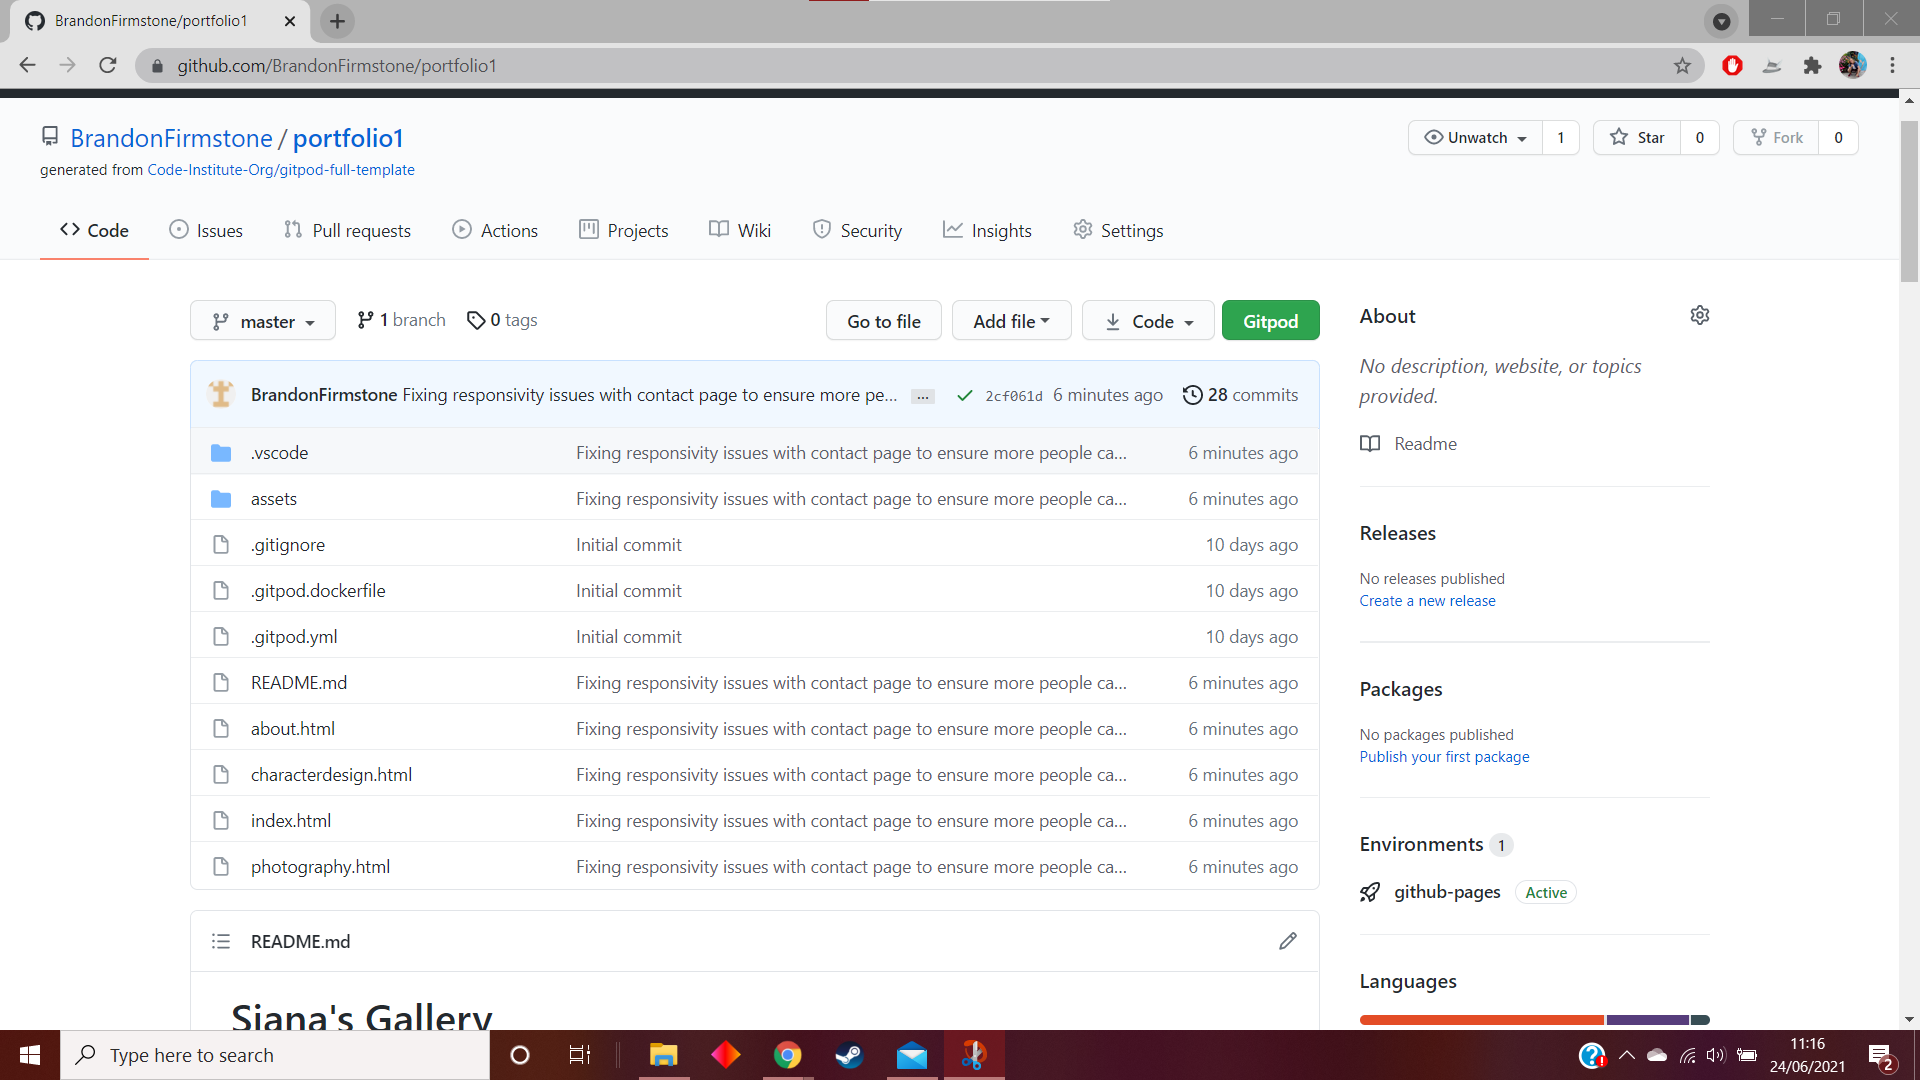 BrandonFirmstone/portfolio1
github.com/BrandonFirmstone/portfolio1
BrandonFirmstone / portfolio1
generated from Code-Institute-Org/gitpod-full-template
Unwatch 1 Star 0 Fork 0
Code Issues Pull requests Actions Projects Wiki Security Insights Settings
master 1 branch 0 tags Go to file Add file Code Gitpod
BrandonFirmstone Fixing responsivity issues with contact page to ensure more pe... ... 2cf061d 6 minutes ago 28 commits
.vscode Fixing responsivity issues with contact page to ensure more people ca... 6 minutes ago
assets Fixing responsivity issues with contact page to ensure more people ca... 6 minutes ago
.gitignore Initial commit 10 days ago
.gitpod.dockerfile Initial commit 10 days ago
.gitpod.yml Initial commit 10 days ago
README.md Fixing responsivity issues with contact page to ensure more people ca... 6 minutes ago
about.html Fixing responsivity issues with contact page to ensure more people ca... 6 minutes ago
characterdesign.html Fixing responsivity issues with contact page to ensure more people ca... 6 minutes ago
index.html Fixing responsivity issues with contact page to ensure more people ca... 6 minutes ago
photography.html Fixing responsivity issues with contact page to ensure more people ca... 6 minutes ago
README.md
Siana's Gallery
About
No description, website, or topics
provided.
Readme
Releases
No releases published
Create a new release
Packages
No packages published
Publish your first package
Environments 1
github-pages Active
Languages
Type here to search
11:16
24/06/2021
2